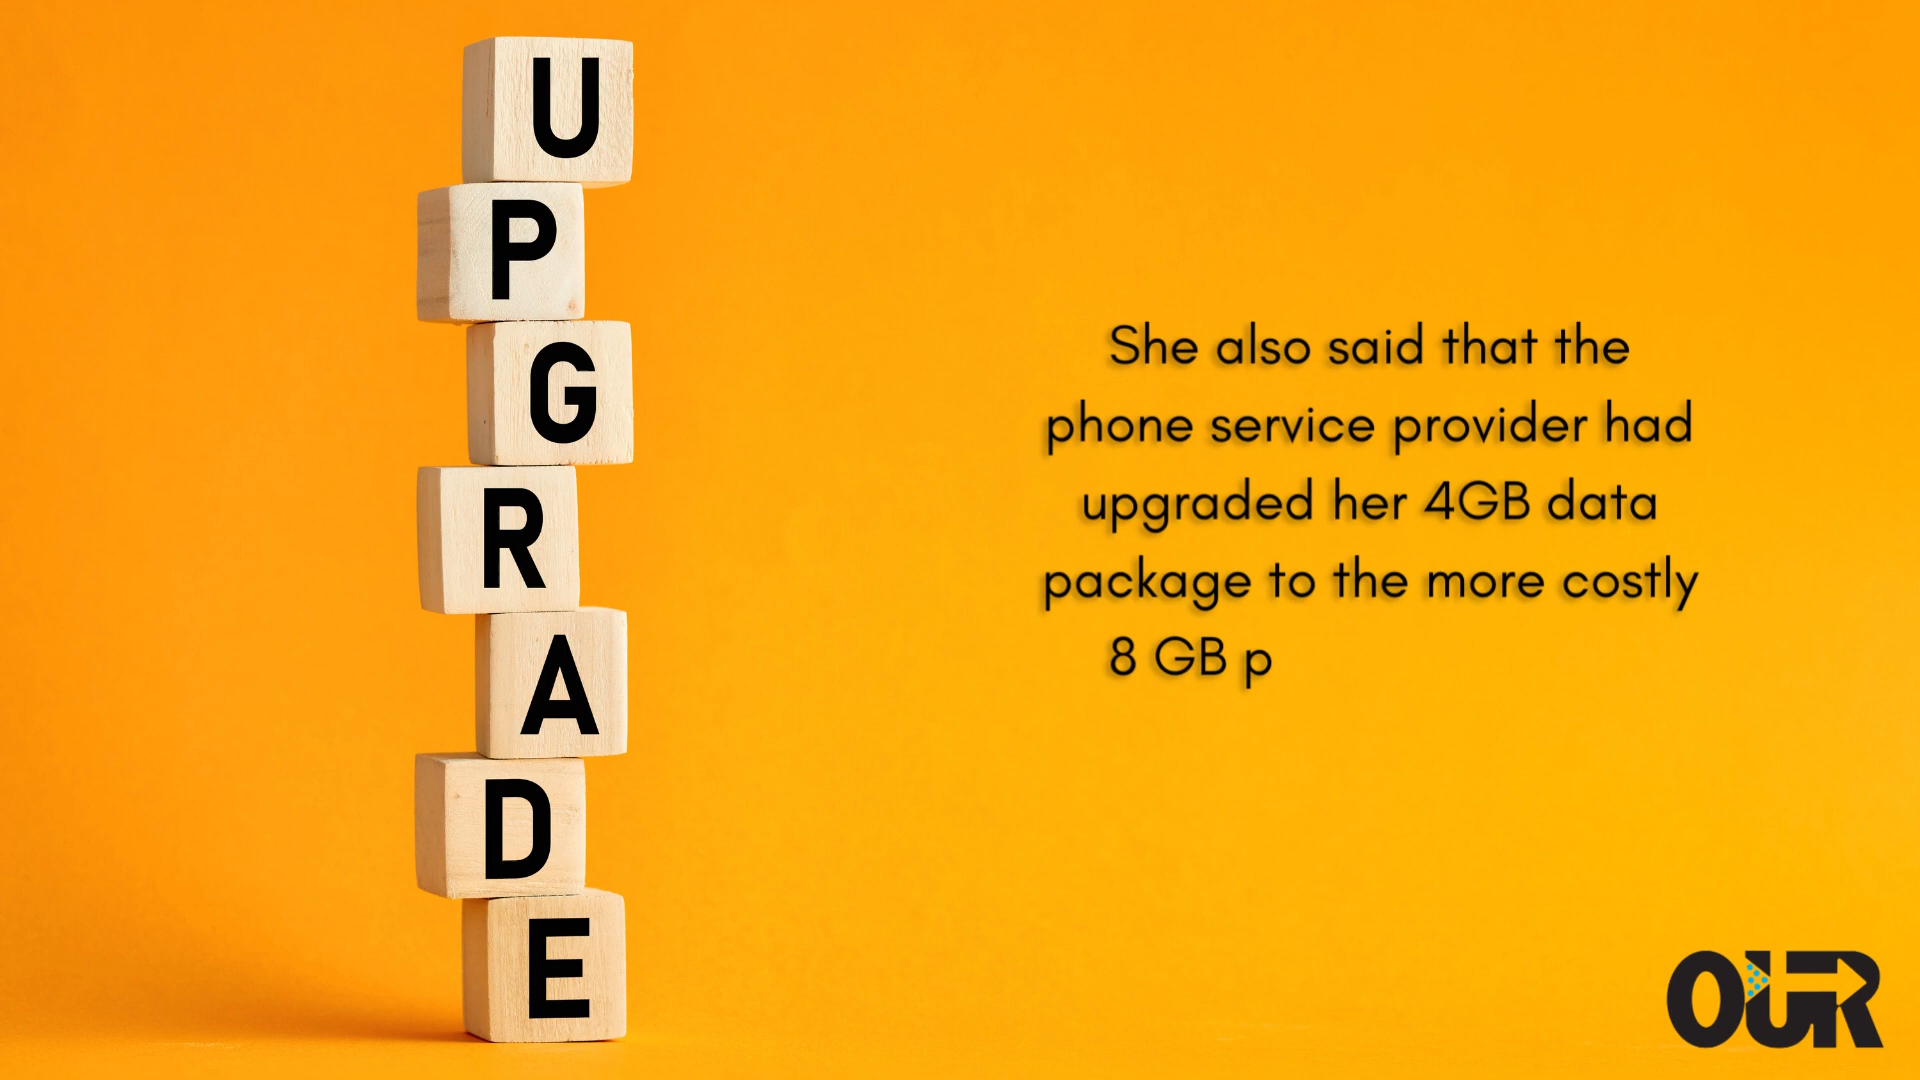 UPGRADE
She also said that the
phone service provider had
upgraded her 4GB data
package to the more costly
8 GB p
OUR